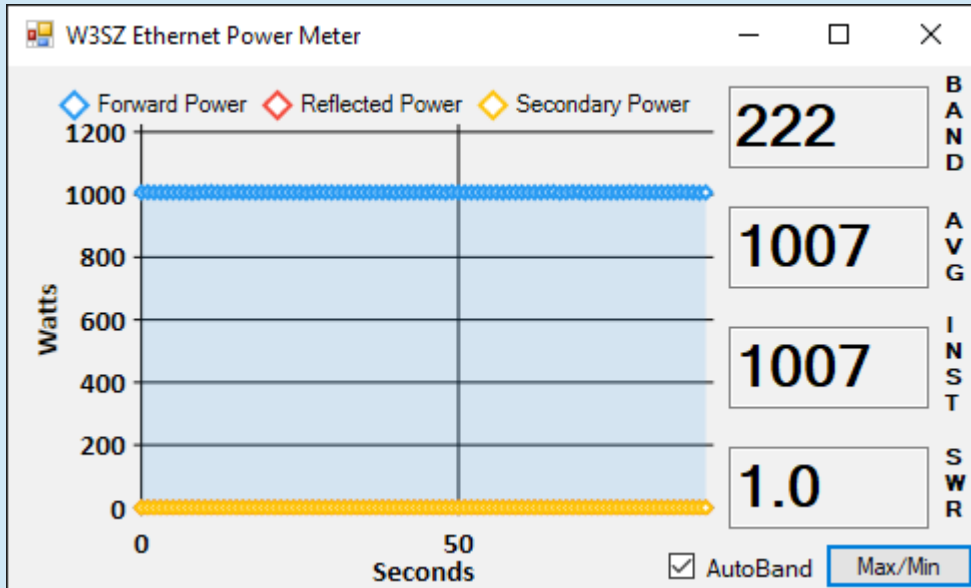 W3SZ Ethernet Power Meter
Forward Power Reflected Power Secondary Power
1200
1000
800
600
400
200
0
Watts
0 50
Seconds
222
BAND
1007
AVG
1007
INST
1.0
SWR
AutoBand
Max/Min